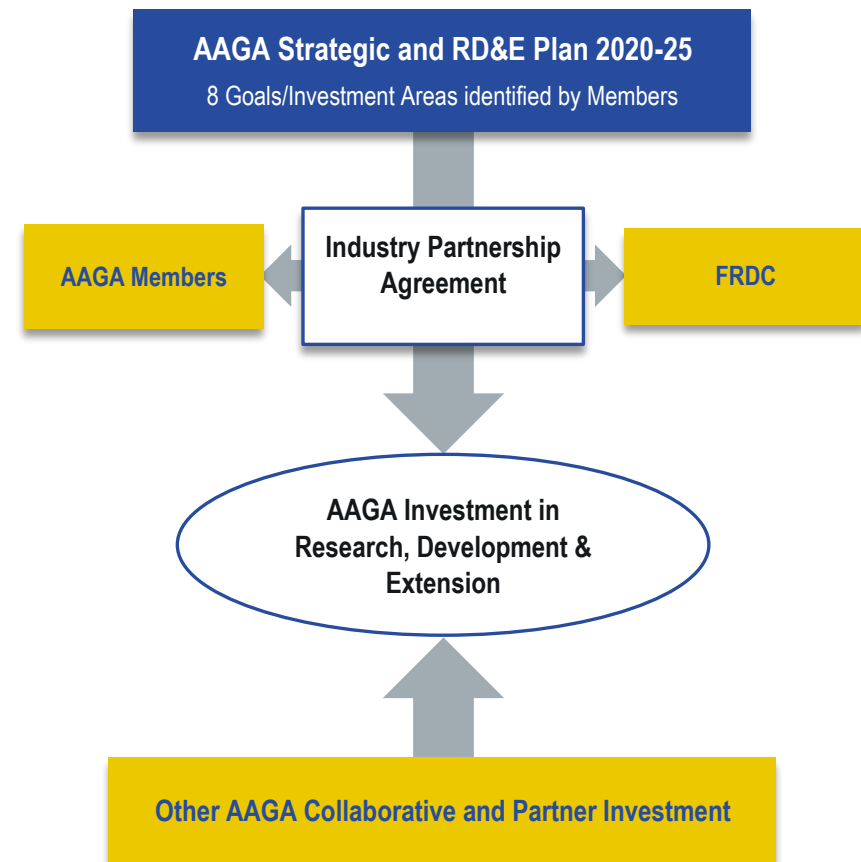 AAGA Strategic and RD&E Plan 2020-25
8 Goals/Investment Areas identified by Members
Industry Partnership
Agreement
AAGA Members
FRDC
AAGA Investment in
Research, Development &
Extension
Other AAGA Collaborative and Partner Investment